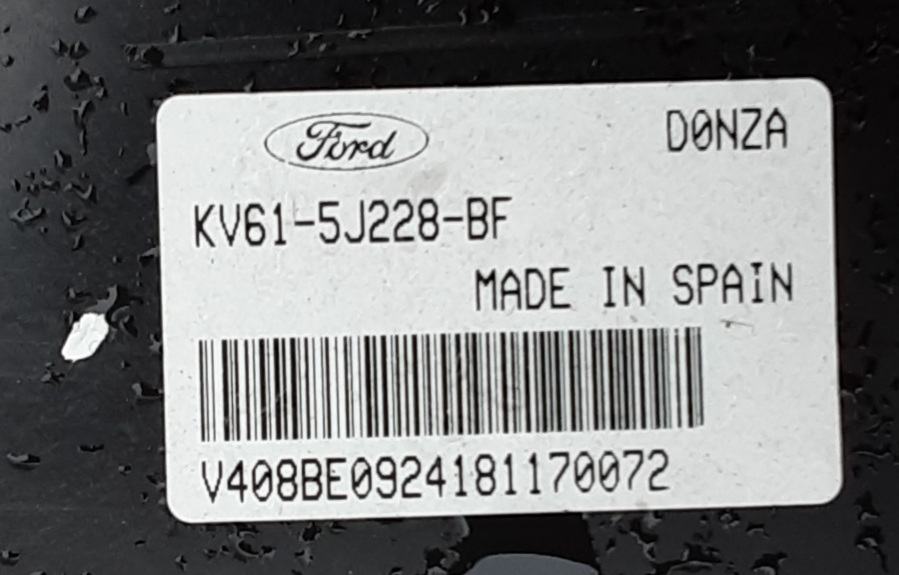 Ford
D0NZA
KV61-5J228-BF
MADE IN SPAIN
V408BE0924181170072